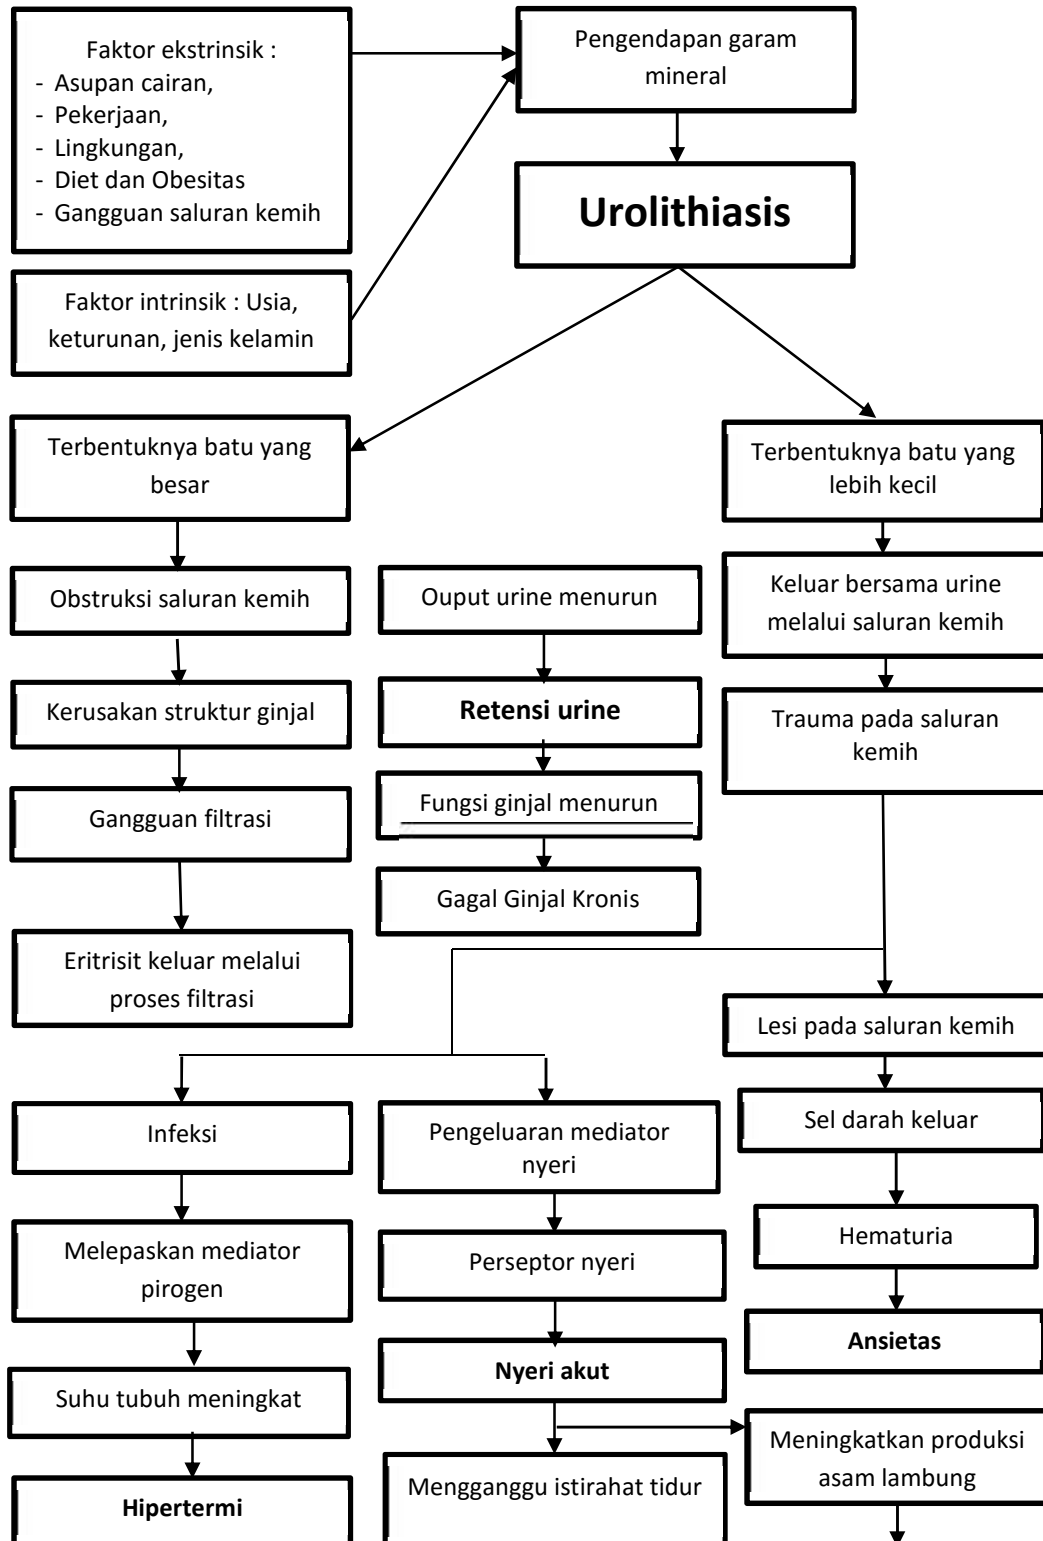 Faktor ekstrinsik :
- Asupan cairan,
- Pekerjaan,
- Lingkungan,
- Diet dan Obesitas
- Gangguan saluran kemih
Pengendapan garam
mineral
Urolithiasis
Faktor intrinsik : Usia,
keturunan, jenis kelamin
Terbentuknya batu yang
besar
Terbentuknya batu yang
lebih kecil
Obstruksi saluran kemih
Ouput urine menurun
Keluar bersama urine
melalui saluran kemih
Kerusakan struktur ginjal
Retensi urine
Trauma pada saluran
kemih
Gangguan filtrasi
Fungsi ginjal menurun
Gagal Ginjal Kronis
Eritrisit keluar melalui
proses filtrasi
Lesi pada saluran kemih
Infeksi
Pengeluaran mediator
nyeri
Sel darah keluar
Melepaskan mediator
pirogen
Perseptor nyeri
Hematuria
Suhu tubuh meningkat
Nyeri akut
Ansietas
Hipertermi
Mengganggu istirahat tidur
Meningkatkan produksi
asam lambung